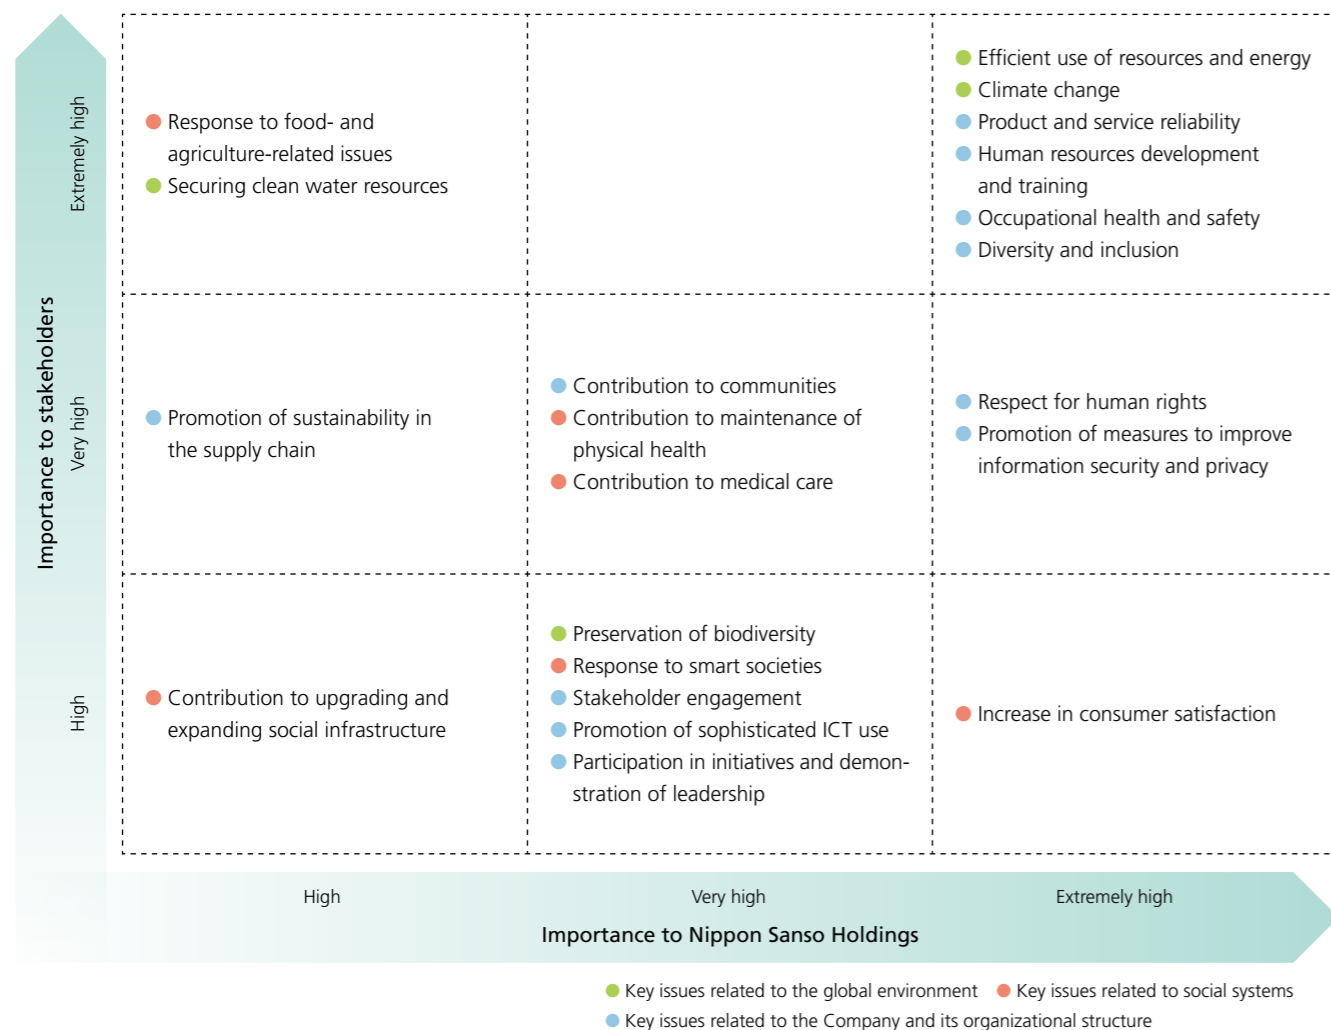 Importance to stakeholders
Extremely high
Very high
High
Response to food- and
agriculture-related issues
Securing clean water resources
Efficient use of resources and energy
Climate change
Product and service reliability
Human resources development
and training
Occupational health and safety
Diversity and inclusion
Promotion of sustainability in
the supply chain
Contribution to communities
Contribution to maintenance of
physical health
Contribution to medical care
Respect for human rights
Promotion of measures to improve
information security and privacy
Contribution to upgrading and
expanding social infrastructure
Preservation of biodiversity
Response to smart societies
Stakeholder engagement
Promotion of sophisticated ICT use
Participation in initiatives and demon-
stration of leadership
Increase in consumer satisfaction
High
Very high
Extremely high
Importance to Nippon Sanso Holdings
Key issues related to the global environment
Key issues related to social systems
Key issues related to the Company and its organizational structure